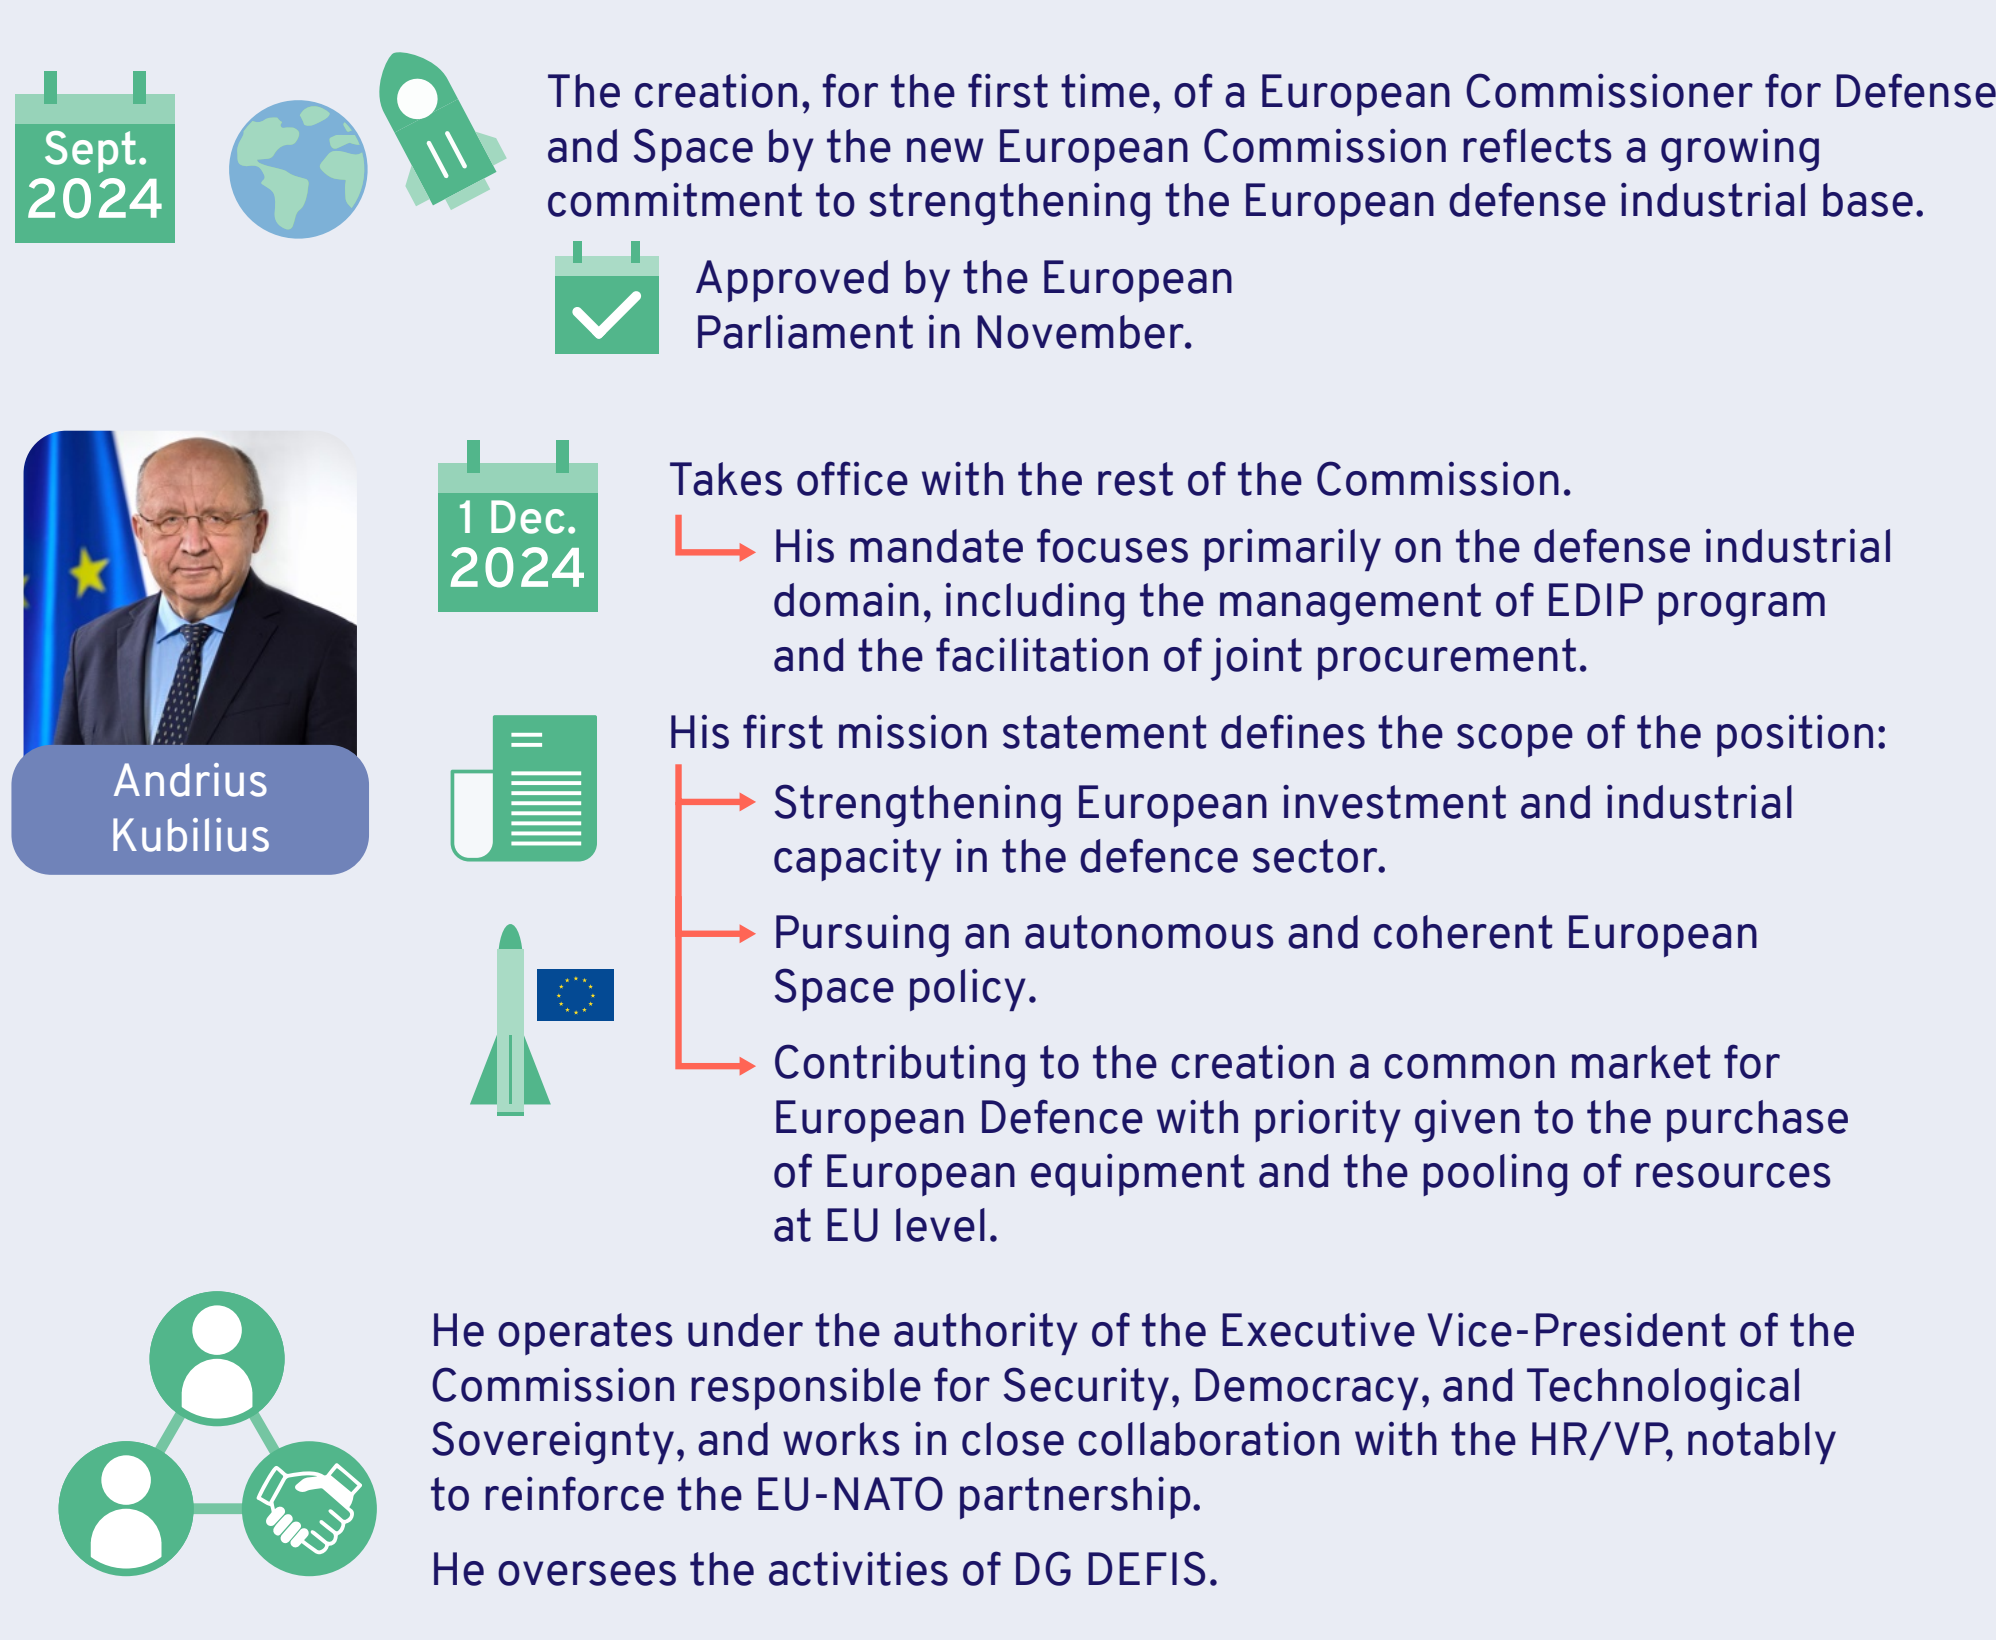 Sept.
2024
The creation, for the first time, of a European Commissioner for Defense
and Space by the new European Commission reflects a growing
commitment to strengthening the European defense industrial base.
Approved by the European
Parliament in November.
Andrius
Kubilius
1 Dec.
2024
Takes office with the rest of the Commission.
His mandate focuses primarily on the defense industrial
domain, including the management of EDIP program
and the facilitation of joint procurement.
His first mission statement defines the scope of the position:
Strengthening European investment and industrial
capacity in the defence sector.
Pursuing an autonomous and coherent European
Space policy.
Contributing to the creation a common market for
European Defence with priority given to the purchase
of European equipment and the pooling of resources
at EU level.
He operates under the authority of the Executive Vice-President of the
Commission responsible for Security, Democracy, and Technological
Sovereignty, and works in close collaboration with the HR/VP, notably
to reinforce the EU-NATO partnership.
He oversees the activities of DG DEFIS.